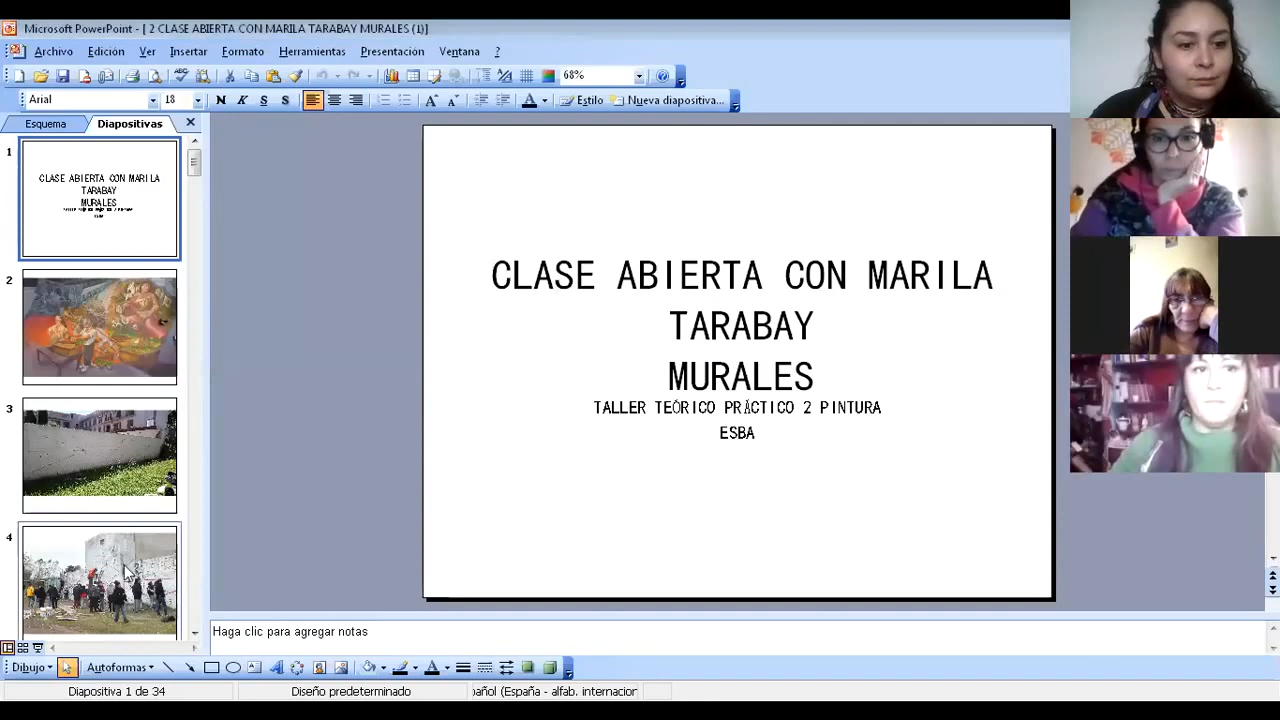 Microsoft PowerPoint - [ 2 CLASE ABIERTA CON MARILA TARABAY MURALES (1)]
Archivo Edición Ver Insertar Formato Herramientas Presentación Ventana ?
68%
Arial 18 N K S S A A A Estilo Nueva diapositiva...
Esquema Diapositivas
1
CLASE ABIERTA CON MARILA
TARABAY
MURALES
2
3
4
CLASE ABIERTA CON MARILA
TARABAY
MURALES
TALLER TEÓRICO PRÁCTICO 2 PINTURA
ESBA
Haga clic para agregar notas
Dibujo Autoformas
Diapositiva 1 de 34 Diseño predeterminado añol (España - alfab. internacior